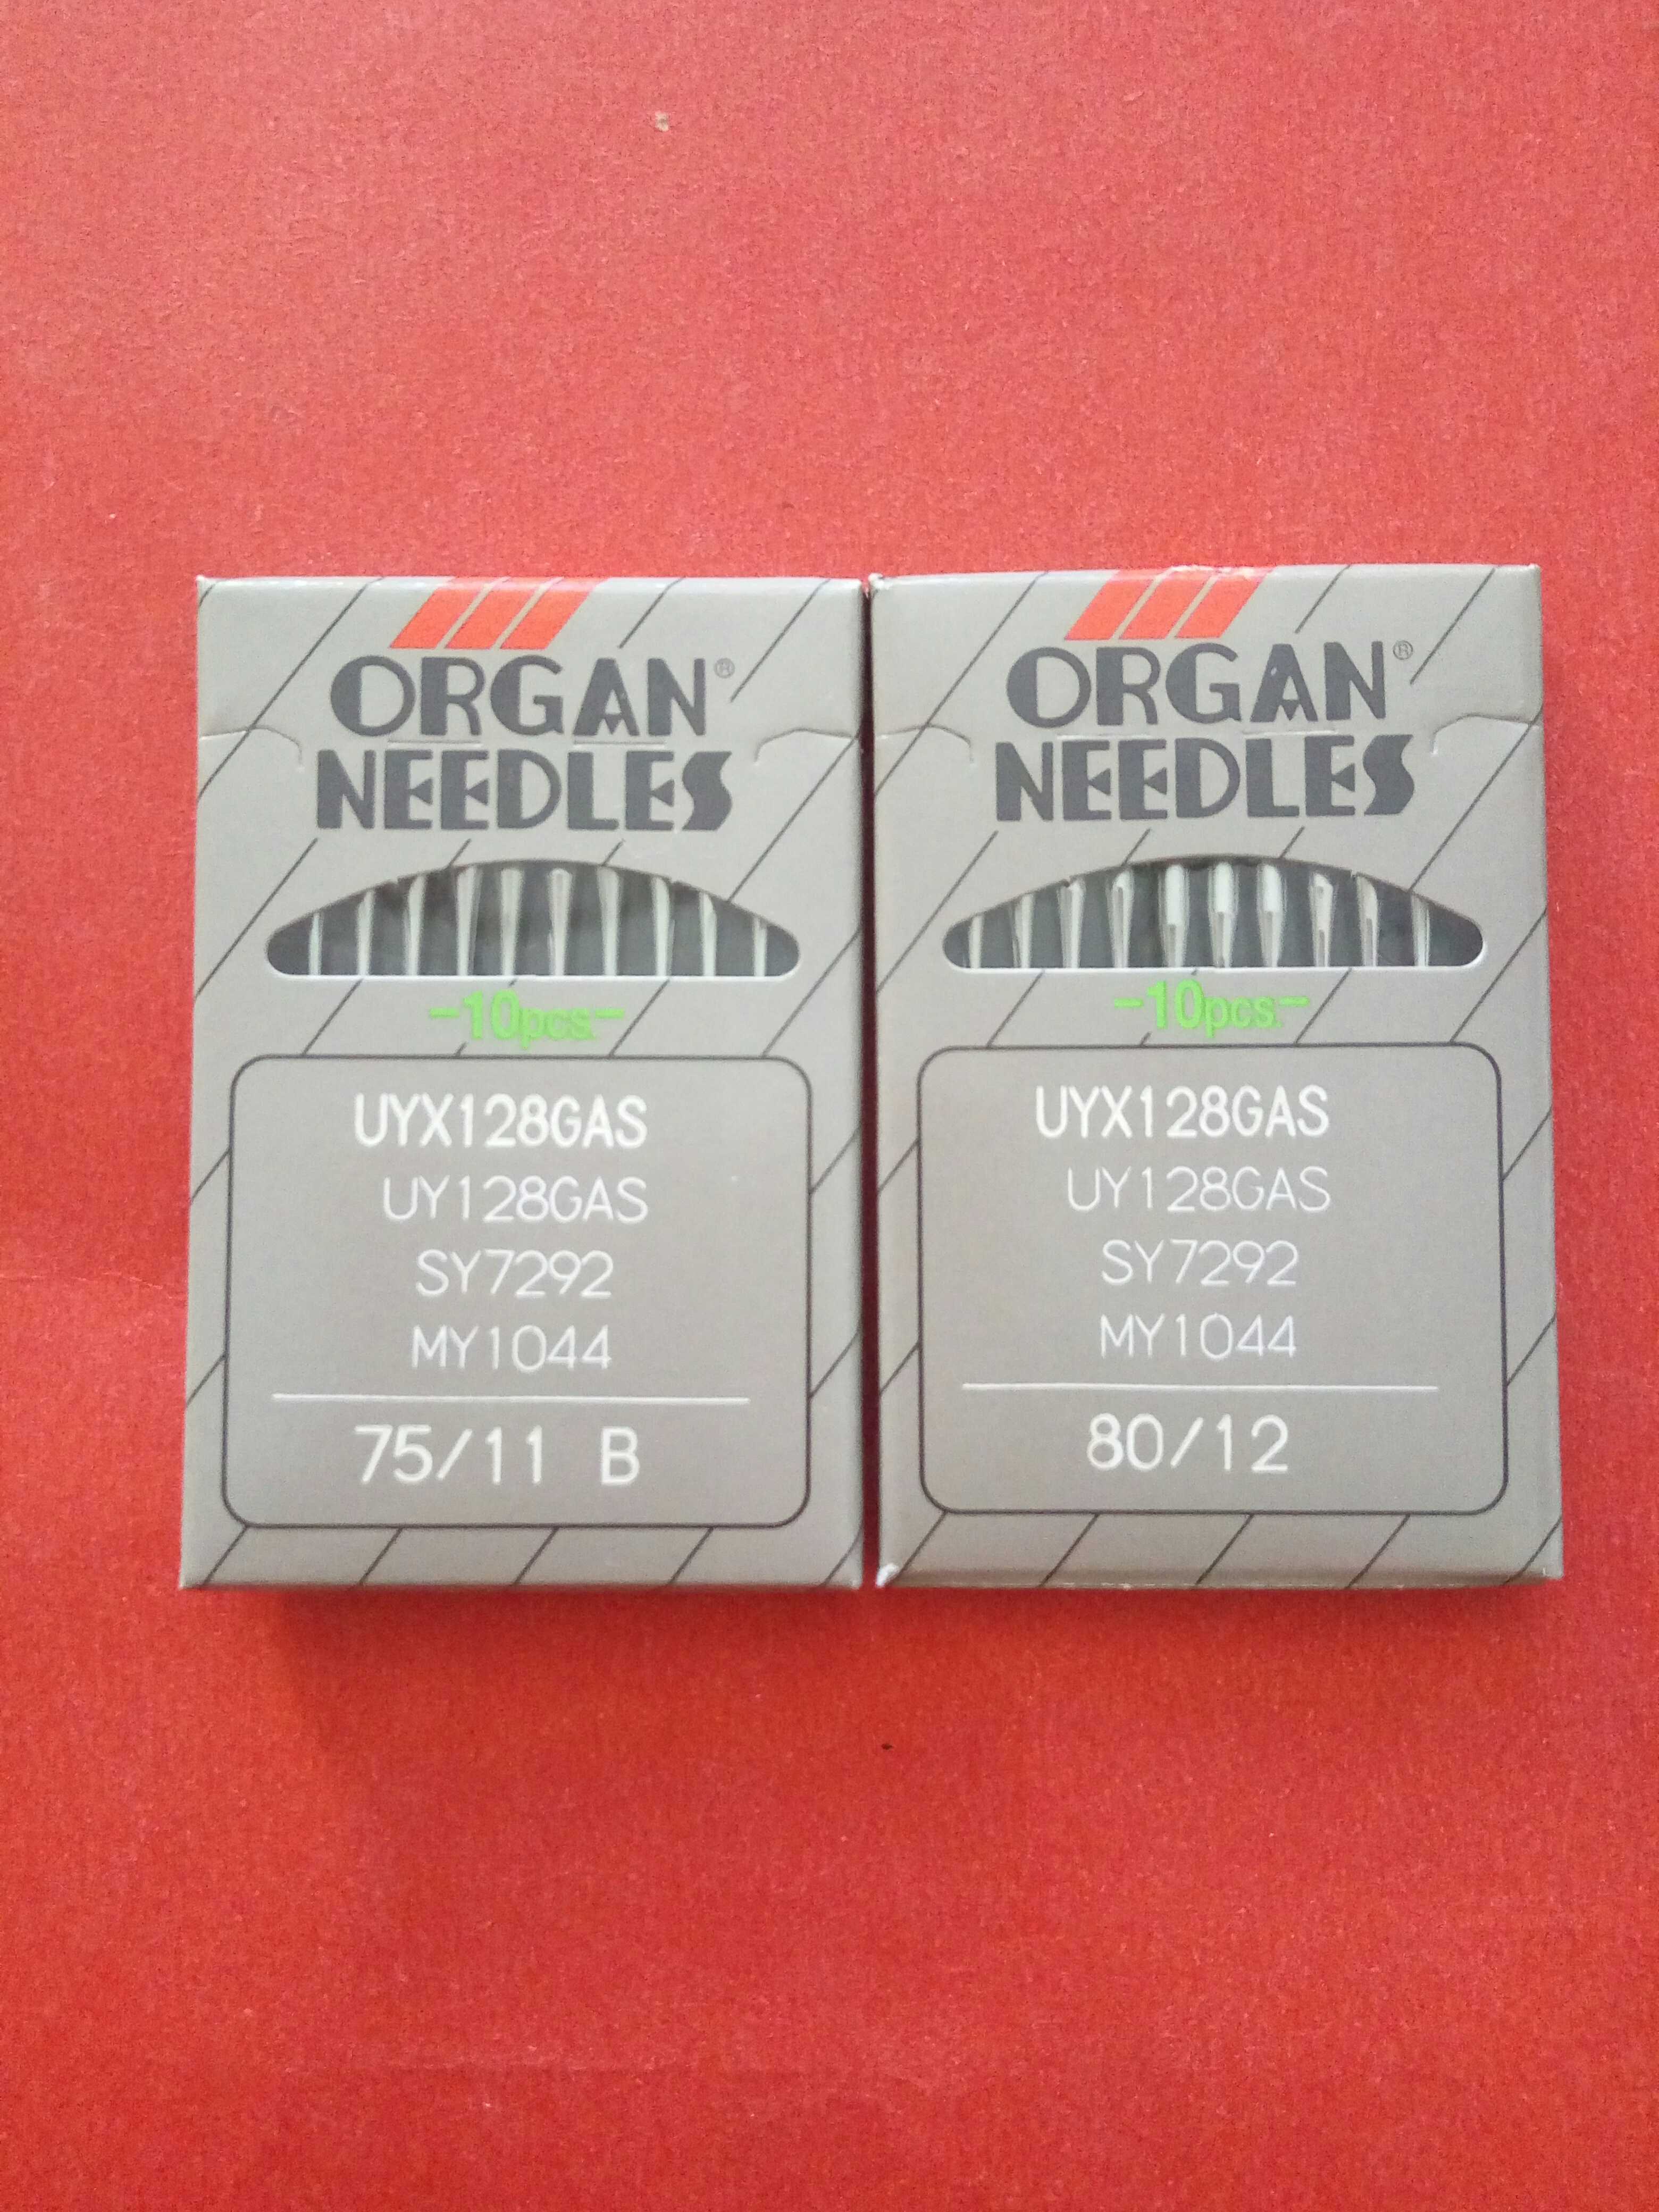 ORGAN®
NEEDLES
-10pcs.-
UYX128GAS
UY128GAS
SY7292
MY1044
75/11 B
ORGAN®
NEEDLES
-10pcs.-
UYX128GAS
UY128GAS
SY7292
MY1044
80/12